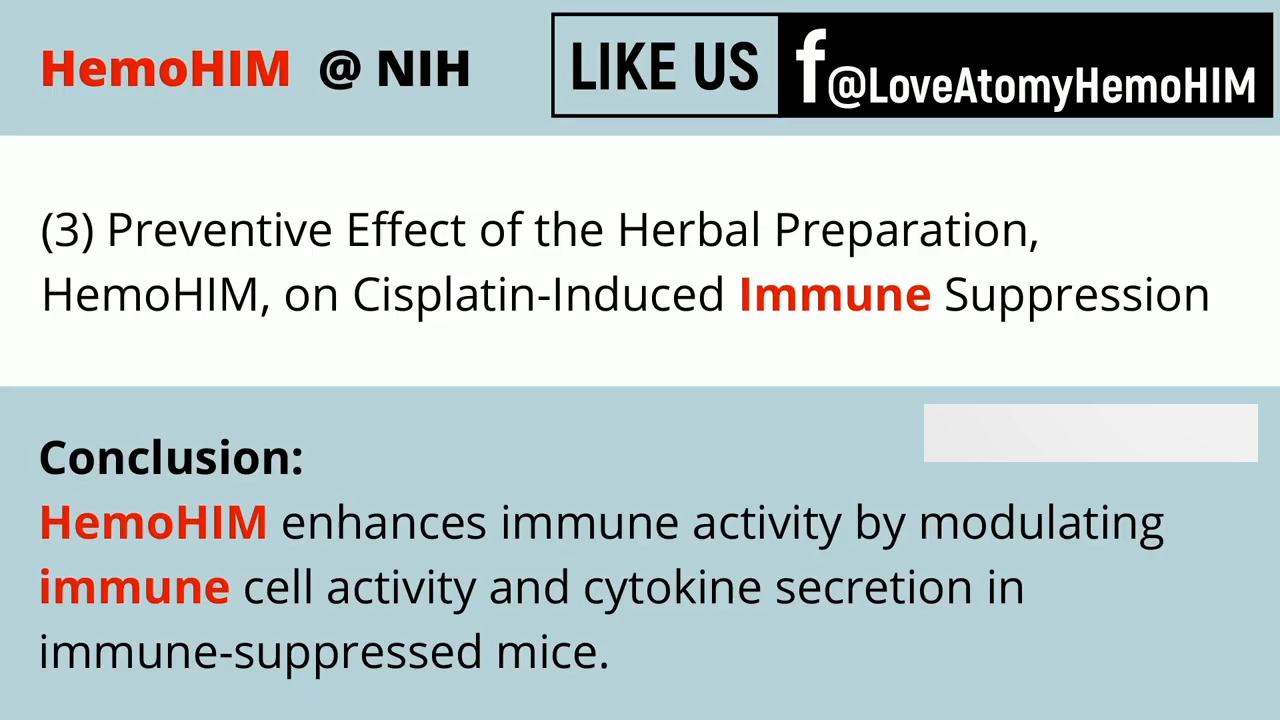 HemoHIM @ NIH
LIKE US f@LoveAtomyHemoHIM
(3) Preventive Effect of the Herbal Preparation,
HemoHIM, on Cisplatin-Induced Immune Suppression
Conclusion:
HemoHIM enhances immune activity by modulating
immune cell activity and cytokine secretion in
immune-suppressed mice.